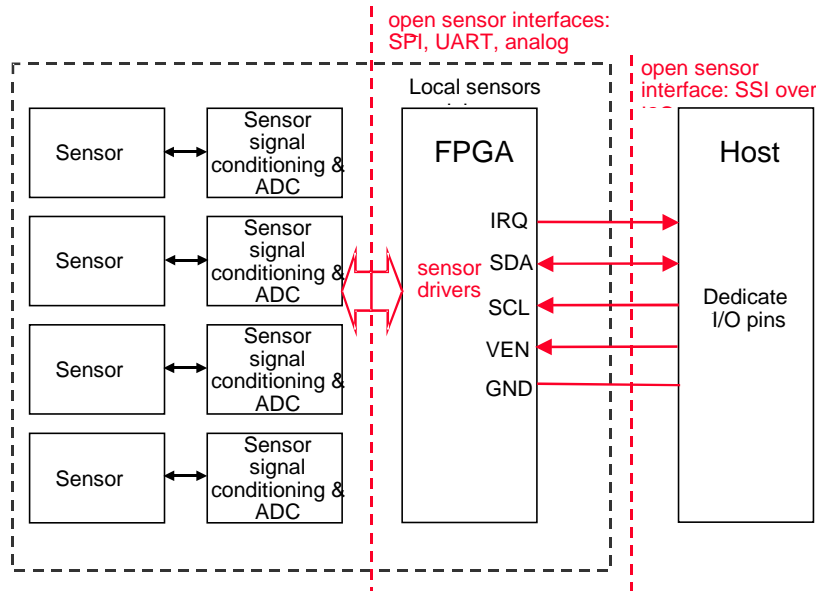 open sensor interfaces:
SPI, UART, analog
open sensor
interface: SSI over
Local sensors
Sensor
Sensor
signal
conditioning &
ADC
Sensor
Sensor
signal
conditioning &
ADC
Sensor
Sensor
signal
conditioning &
ADC
Sensor
Sensor
signal
conditioning &
ADC
FPGA
sensor
drivers
IRQ
SDA
SCL
VEN
GND
Host
Dedicate
I/O pins